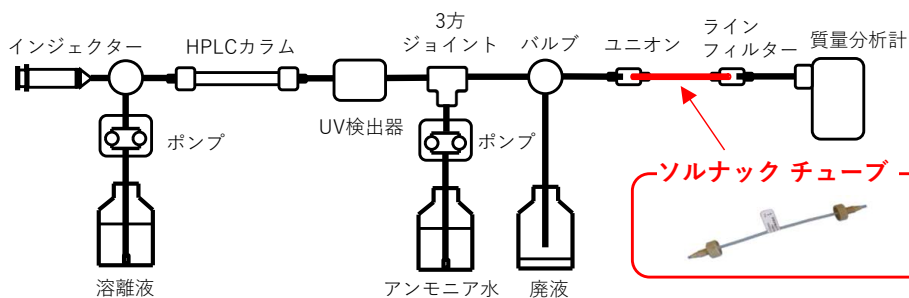 インジェクター
HPLCカラム
3方
ジョイント
バルブ
ユニオン
ライン
フィルター
質量分析計
ポンプ
UV検出器
ポンプ
ソルナック チューブ
溶離液
アンモニア水
廃液